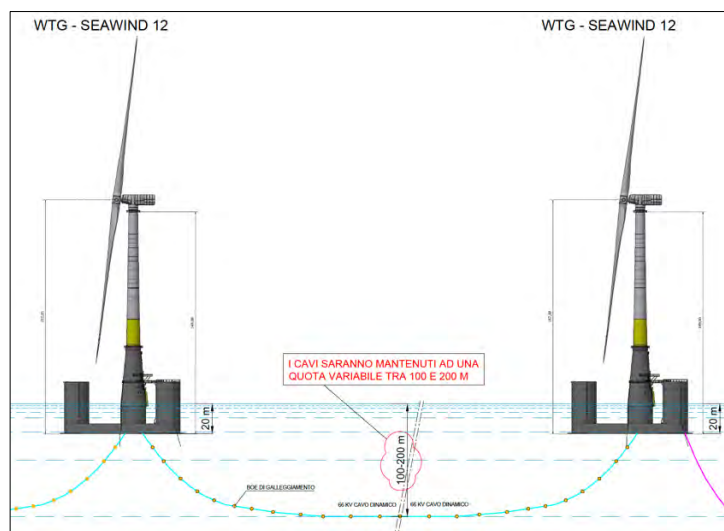 WTG - SEAWIND 12
WTG - SEAWIND 12
I CAVI SARANNO MANTENUTI AD UNA
QUOTA VARIABILE TRA 100 E 200 M
20 m
100-200 m
20 m
BOE DI GALLEGGIAMENTO
66 KV CAVO DINAMICO
66 KV CAVO DINAMICO